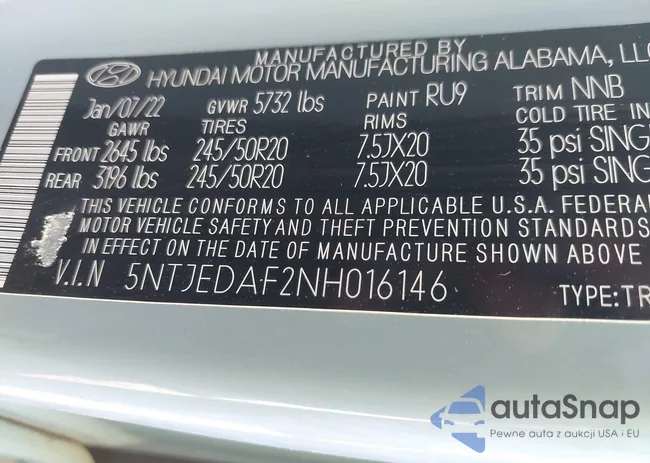 MANUFACTURED BY
HYUNDAI MOTOR MANUFACTURING ALABAMA, LLC
Jan/07/22 GVWR 5732 lbs PAINT RU9 TRIM NNB
GAWR TIRES RIMS COLD TIRE IN
FRONT 2645 lbs 245/50R20 7.5JX20 35 psi SING
REAR 3196 lbs 245/50R20 7.5JX20 35 psi SING
THIS VEHICLE CONFORMS TO ALL APPLICABLE U.S.A. FEDERAL
MOTOR VEHICLE SAFETY AND THEFT PREVENTION STANDARDS
IN EFFECT ON THE DATE OF MANUFACTURE SHOWN ABOVE
V.I.N 5NTJEDAF2NH016146 TYPE:TR
autaSnap
Pewne auta z aukcji USA i EU